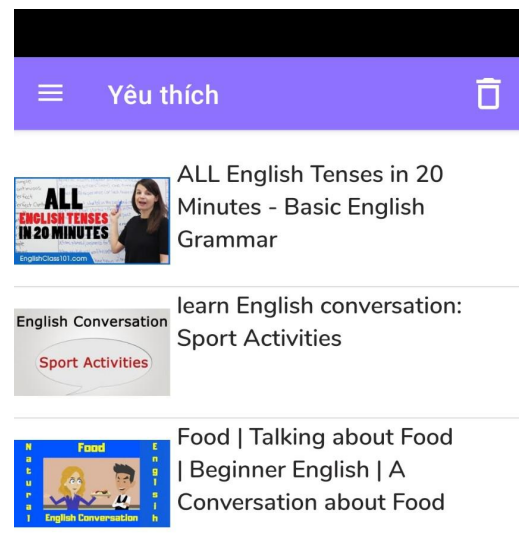 Yêu thích
ALL
ENGLISH TENSES
IN 20 MINUTES
EnglishClass101.com
ALL English Tenses in 20
Minutes - Basic English
Grammar
English Conversation
Sport Activities
learn English conversation:
Sport Activities
Food
Natural
English
English Conversation
Food | Talking about Food
| Beginner English | A
Conversation about Food